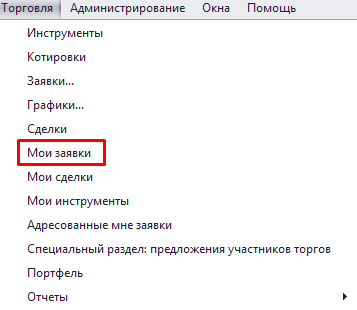 Торговля Администрирование Окна Помощь
Инструменты
Котировки
Заявки...
Графики...
Сделки
Мои заявки
Мои сделки
Мои инструменты
Адресованные мне заявки
Специальный раздел: предложения участников торгов
Портфель
Отчеты